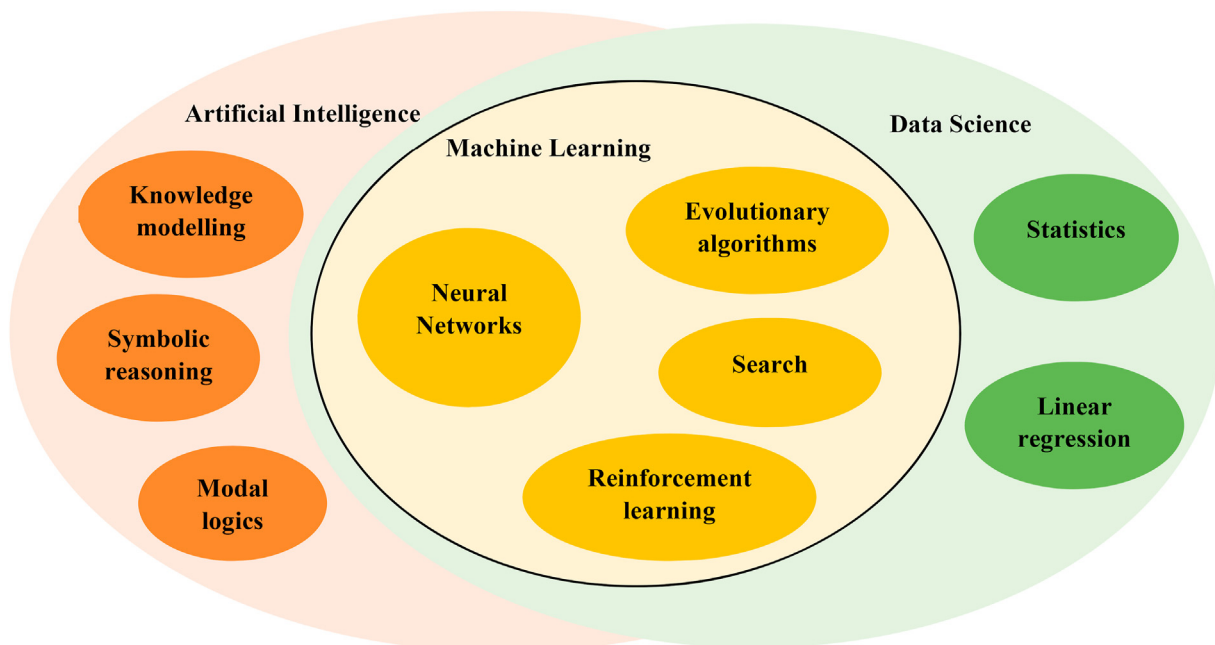 Artificial Intelligence
Knowledge
modelling
Symbolic
reasoning
Modal
logics
Machine Learning
Neural
Networks
Evolutionary
algorithms
Search
Reinforcement
learning
Data Science
Statistics
Linear
regression